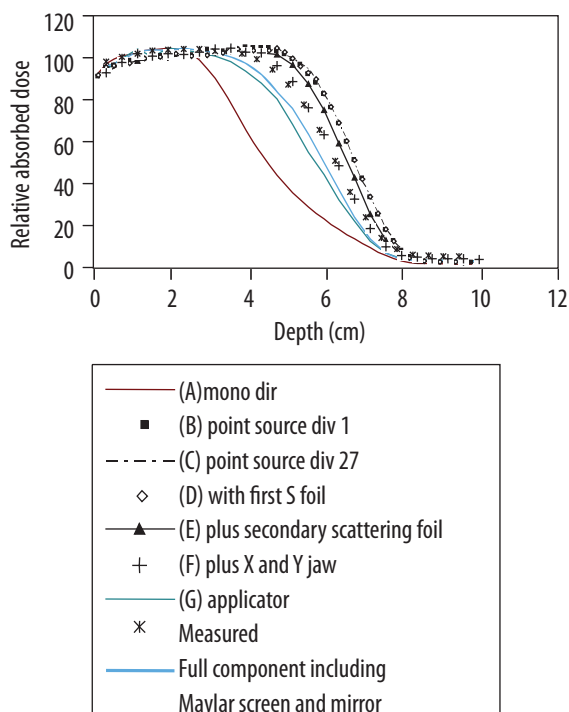 120
100
80
60
40
20
0
Relative absorbed dose
0 2 4 6 8 10 12
Depth (cm)
(A)mono dir
(B) point source div 1
(C) point source div 27
(D) with first S foil
(E) plus secondary scattering foil
(F) plus X and Y jaw
(G) applicator
Measured
Full component including
Maylar screen and mirror